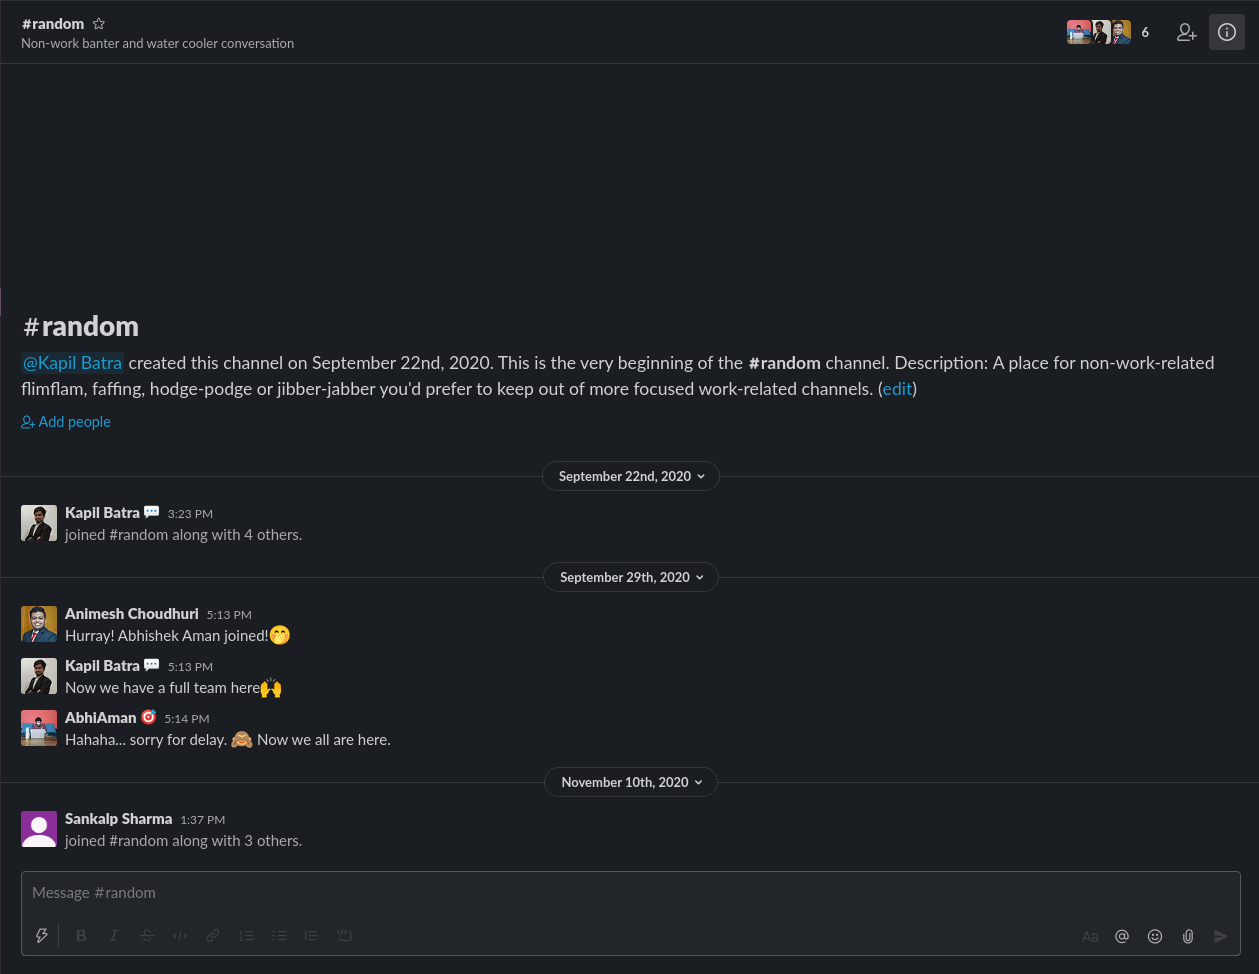 #random
Non-work banter and water cooler conversation
6
#random
@Kapil Batra created this channel on September 22nd, 2020. This is the very beginning of the #random channel. Description: A place for non-work-related
flimflam, faffing, hodge-podge or jibber-jabber you'd prefer to keep out of more focused work-related channels. (edit)
Add people
September 22nd, 2020
Kapil Batra 💬 3:23 PM
joined #random along with 4 others.
September 29th, 2020
Animesh Choudhuri 5:13 PM
Hurray! Abhishek Aman joined!🤭
Kapil Batra 💬 5:13 PM
Now we have a full team here🙌
AbhiAman 🎯 5:14 PM
Hahaha... sorry for delay. 🙈 Now we all are here.
November 10th, 2020
Sankalp Sharma 1:37 PM
joined #random along with 3 others.
Message #random
B I S </> Aa @